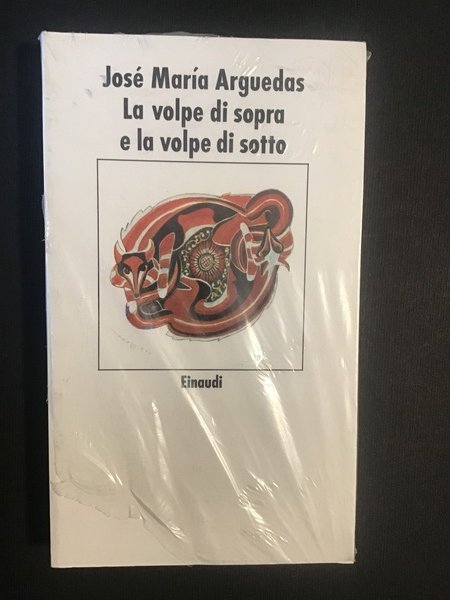 José María Arguedas
La volpe di sopra
e la volpe di sotto
Einaudi